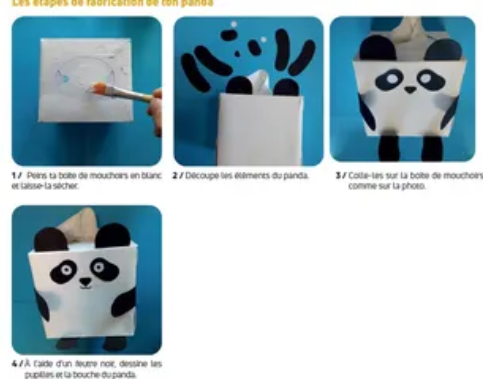 Les étapes de fabrication de ton panda
1 / Peins ta boîte de mouchoirs en blanc
et laisse-la sécher.
2 / Découpe les éléments du panda.
3 / Colle-les sur la boîte de mouchoirs
comme sur la photo.
4 / À l'aide d'un feutre noir, dessine les
pupilles et la bouche du panda.